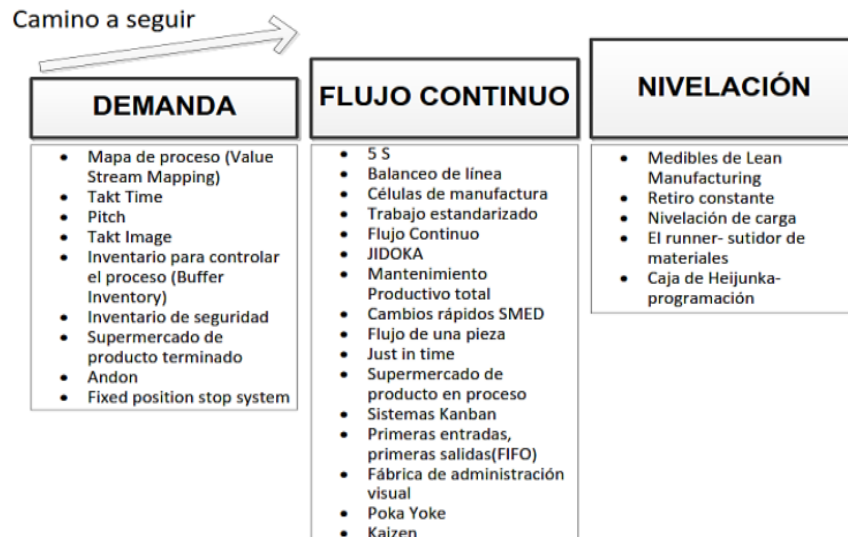 Camino a seguir
DEMANDA
• Mapa de proceso (Value
Stream Mapping)
• Takt Time
• Pitch
• Takt Image
• Inventario para controlar
el proceso (Buffer
Inventory)
• Inventario de seguridad
• Supermercado de
producto terminado
• Andon
• Fixed position stop system
FLUJO CONTINUO
• 5 S
• Balanceo de línea
• Células de manufactura
• Trabajo estandarizado
• Flujo Continuo
• JIDOKA
• Mantenimiento
Productivo total
• Cambios rápidos SMED
• Flujo de una pieza
• Just in time
• Supermercado de
producto en proceso
• Sistemas Kanban
• Primeras entradas,
primeras salidas(FIFO)
• Fábrica de administración
visual
• Poka Yoke
• Kaizen
NIVELACIÓN
• Medibles de Lean
Manufacturing
• Retiro constante
• Nivelación de carga
• El runner- sutidor de
materiales
• Caja de Heijunka-
programación